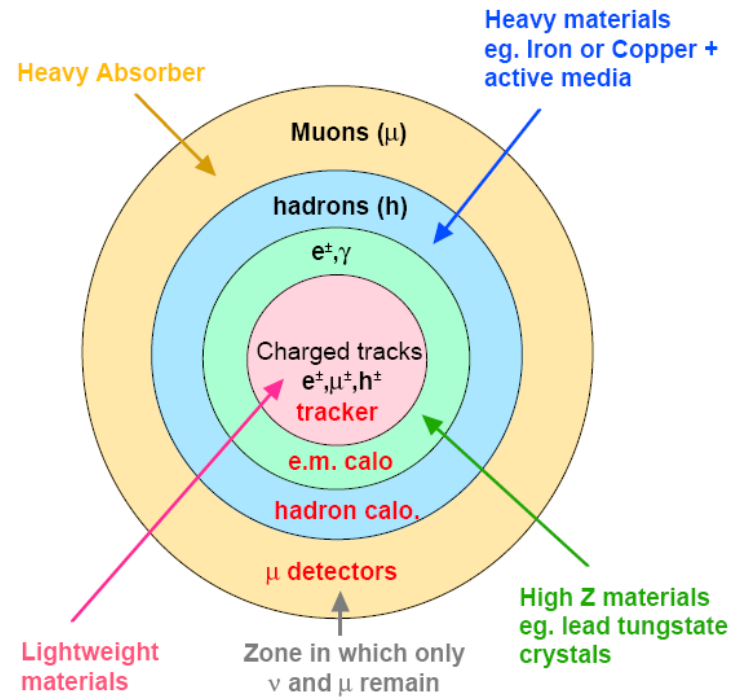 Heavy materials
eg. Iron or Copper +
active media
Heavy Absorber
Muons (μ)
hadrons (h)
e±,γ
Charged tracks
e±,μ±,h±
tracker
e.m. calo
hadron calo.
μ detectors
High Z materials
eg. lead tungstate
crystals
Lightweight
materials
Zone in which only
ν and μ remain